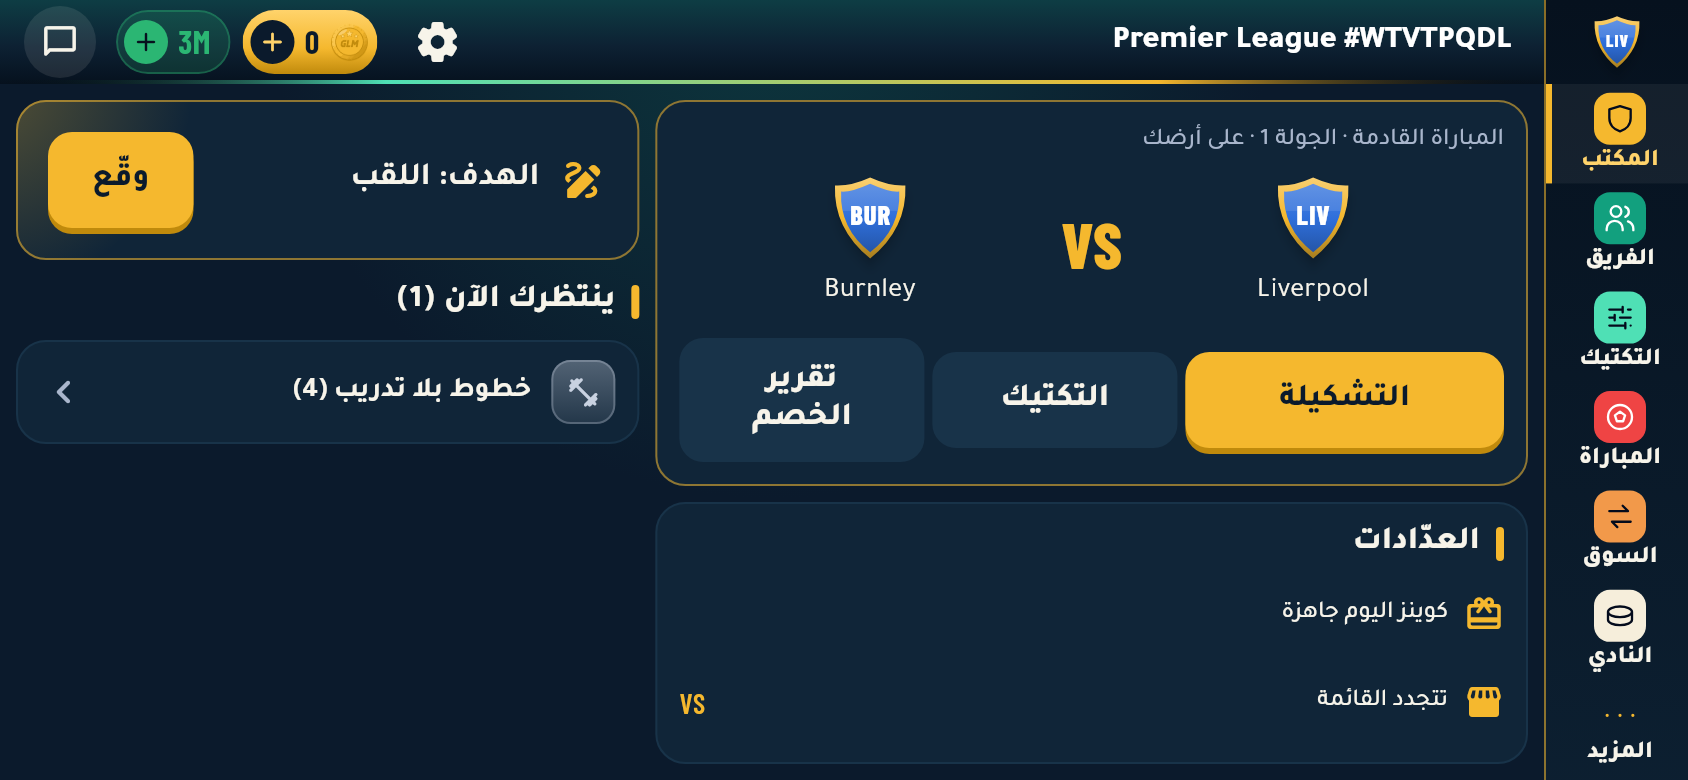 Premier League #WTVTPQDL
0
GLM
3M
LIV
المكتب
الفريق
التكتيك
المباراة
السوق
النادي
...
المزيد
المباراة القادمة · الجولة 1 · على أرضك
LIV
VS
BUR
Liverpool
Burnley
التشكيلة
التكتيك
تقرير
الخصم
العدّادات
كوينز اليوم جاهزة
تتجدد القائمة
VS
الهدف: اللقب
وقّع
ينتظرك الآن (1)
خطوط بلا تدريب (4)